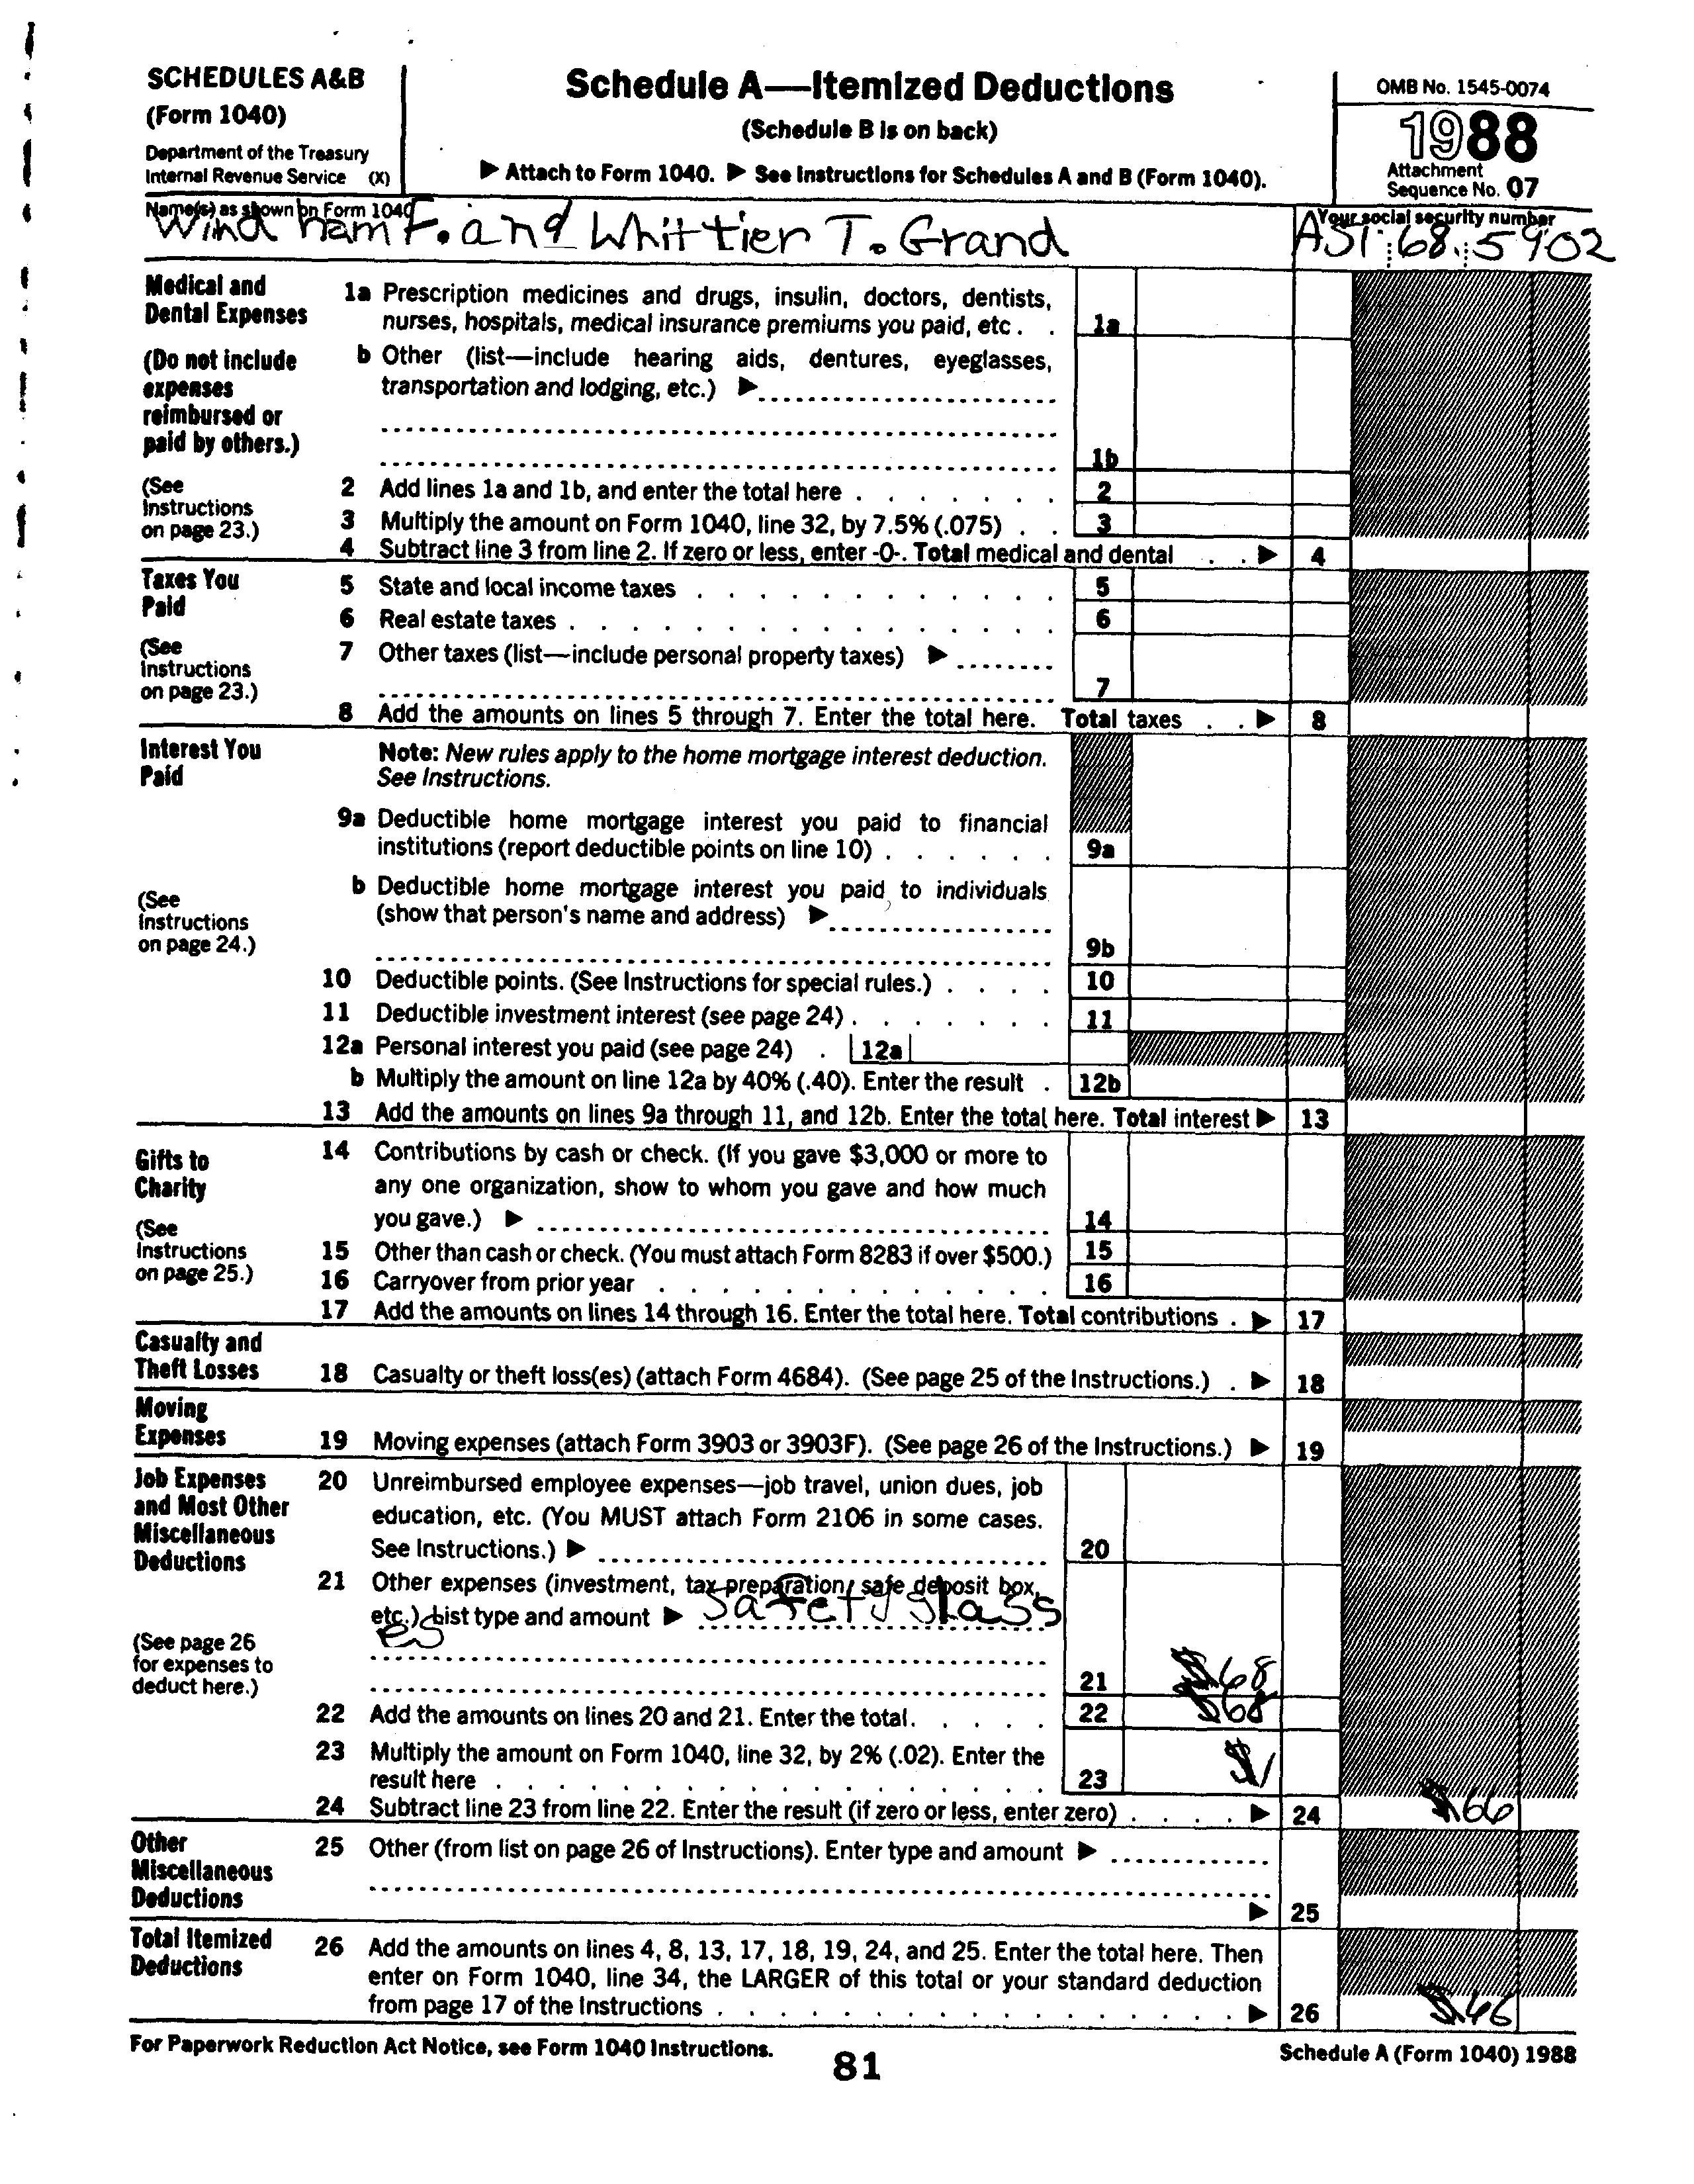 SCHEDULES A&B
(Form 1040)
Department of the Treasury
Internal Revenue Service (X)
Schedule A—Itemized Deductions
(Schedule B is on back)
▶ Attach to Form 1040. ▶ See Instructions for Schedules A and B (Form 1040).
OMB No. 1545-0074
1988
Attachment
Sequence No. 07
Name(s) as shown on Form 1040
Windham F. and Whittier T. Grand
Your social security number
68 5902
Medical and
Dental Expenses
(Do not include
expenses
reimbursed or
paid by others.)
(See
Instructions
on page 23.)
1a Prescription medicines and drugs, insulin, doctors, dentists,
nurses, hospitals, medical insurance premiums you paid, etc . . 1a
b Other (list—include hearing aids, dentures, eyeglasses,
transportation and lodging, etc.) ▶
1b
2 Add lines 1a and 1b, and enter the total here . . . . . . . 2
3 Multiply the amount on Form 1040, line 32, by 7.5% (.075) . . 3
4 Subtract line 3 from line 2. If zero or less, enter -0-. Total medical and dental . . ▶ 4
Taxes You
Paid
(See
Instructions
on page 23.)
5 State and local income taxes . . . . . . . . . . . . 5
6 Real estate taxes . . . . . . . . . . . . . . . . 6
7 Other taxes (list—include personal property taxes) ▶
7
8 Add the amounts on lines 5 through 7. Enter the total here. Total taxes . . ▶ 8
Interest You
Paid
(See
Instructions
on page 24.)
Note: New rules apply to the home mortgage interest deduction.
See Instructions.
9a Deductible home mortgage interest you paid to financial
institutions (report deductible points on line 10) . . . . . . 9a
b Deductible home mortgage interest you paid to individuals
(show that person's name and address) ▶
9b
10 Deductible points. (See Instructions for special rules.) . . . . 10
11 Deductible investment interest (see page 24) . . . . . . . 11
12a Personal interest you paid (see page 24) . 12a
b Multiply the amount on line 12a by 40% (.40). Enter the result . 12b
13 Add the amounts on lines 9a through 11, and 12b. Enter the total here. Total interest ▶ 13
Gifts to
Charity
(See
Instructions
on page 25.)
14 Contributions by cash or check. (If you gave $3,000 or more to
any one organization, show to whom you gave and how much
you gave.) ▶ 14
15 Other than cash or check. (You must attach Form 8283 if over $500.) 15
16 Carryover from prior year . . . . . . . . . . . . . 16
17 Add the amounts on lines 14 through 16. Enter the total here. Total contributions . ▶ 17
Casualty and
Theft Losses
18 Casualty or theft loss(es) (attach Form 4684). (See page 25 of the Instructions.) . ▶ 18
Moving
Expenses
19 Moving expenses (attach Form 3903 or 3903F). (See page 26 of the Instructions.) ▶ 19
Job Expenses
and Most Other
Miscellaneous
Deductions
(See page 26
for expenses to
deduct here.)
20 Unreimbursed employee expenses—job travel, union dues, job
education, etc. (You MUST attach Form 2106 in some cases.
See Instructions.) ▶ 20
21 Other expenses (investment, tax preparation, safe deposit box,
etc.) List type and amount ▶ Safety glass
es
21 $68
22 Add the amounts on lines 20 and 21. Enter the total. . . . . . 22 $68
23 Multiply the amount on Form 1040, line 32, by 2% (.02). Enter the
result here . . . . . . . . . . . . . . . . . . 23 $1
24 Subtract line 23 from line 22. Enter the result (if zero or less, enter zero) . . . . ▶ 24 $66
Other
Miscellaneous
Deductions
25 Other (from list on page 26 of Instructions). Enter type and amount ▶
▶ 25
Total Itemized
Deductions
26 Add the amounts on lines 4, 8, 13, 17, 18, 19, 24, and 25. Enter the total here. Then
enter on Form 1040, line 34, the LARGER of this total or your standard deduction
from page 17 of the Instructions . . . . . . . . . . . . . . . . . ▶ 26
For Paperwork Reduction Act Notice, see Form 1040 Instructions.
81
Schedule A (Form 1040) 1988